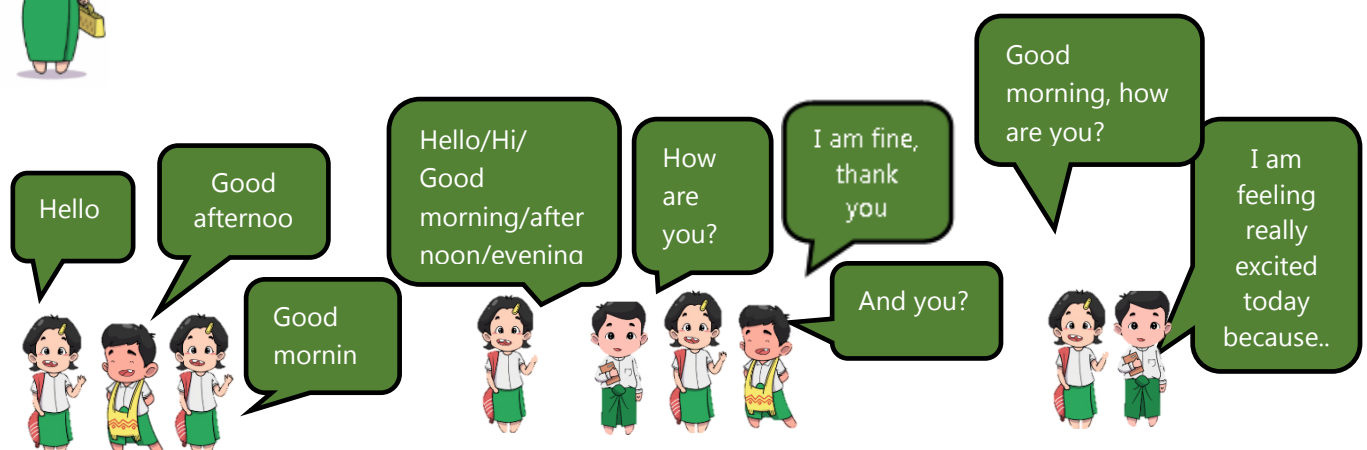 Hello
Good
afternoo
Good
mornin
Hello/Hi/
Good
morning/after
noon/evening
How
are
you?
I am fine,
thank
you
And you?
Good
morning, how
are you?
I am
feeling
really
excited
today
because..